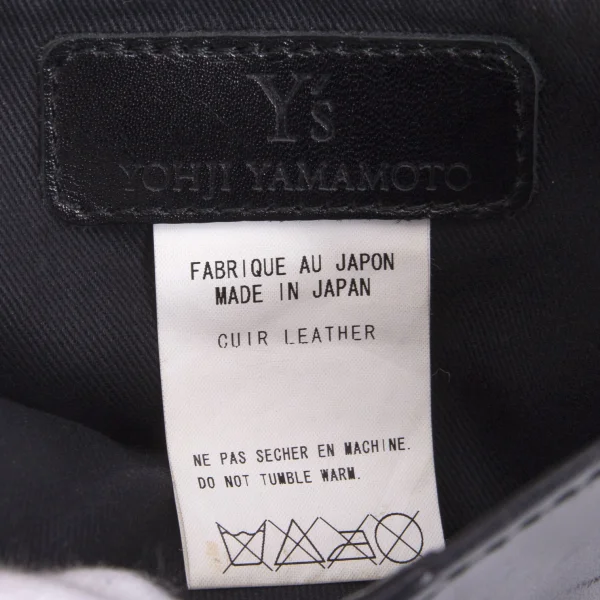 Y's
YOHJI YAMAMOTO
FABRIQUE AU JAPON
MADE IN JAPAN
CUIR LEATHER
NE PAS SECHER EN MACHINE.
DO NOT TUMBLE WARM.